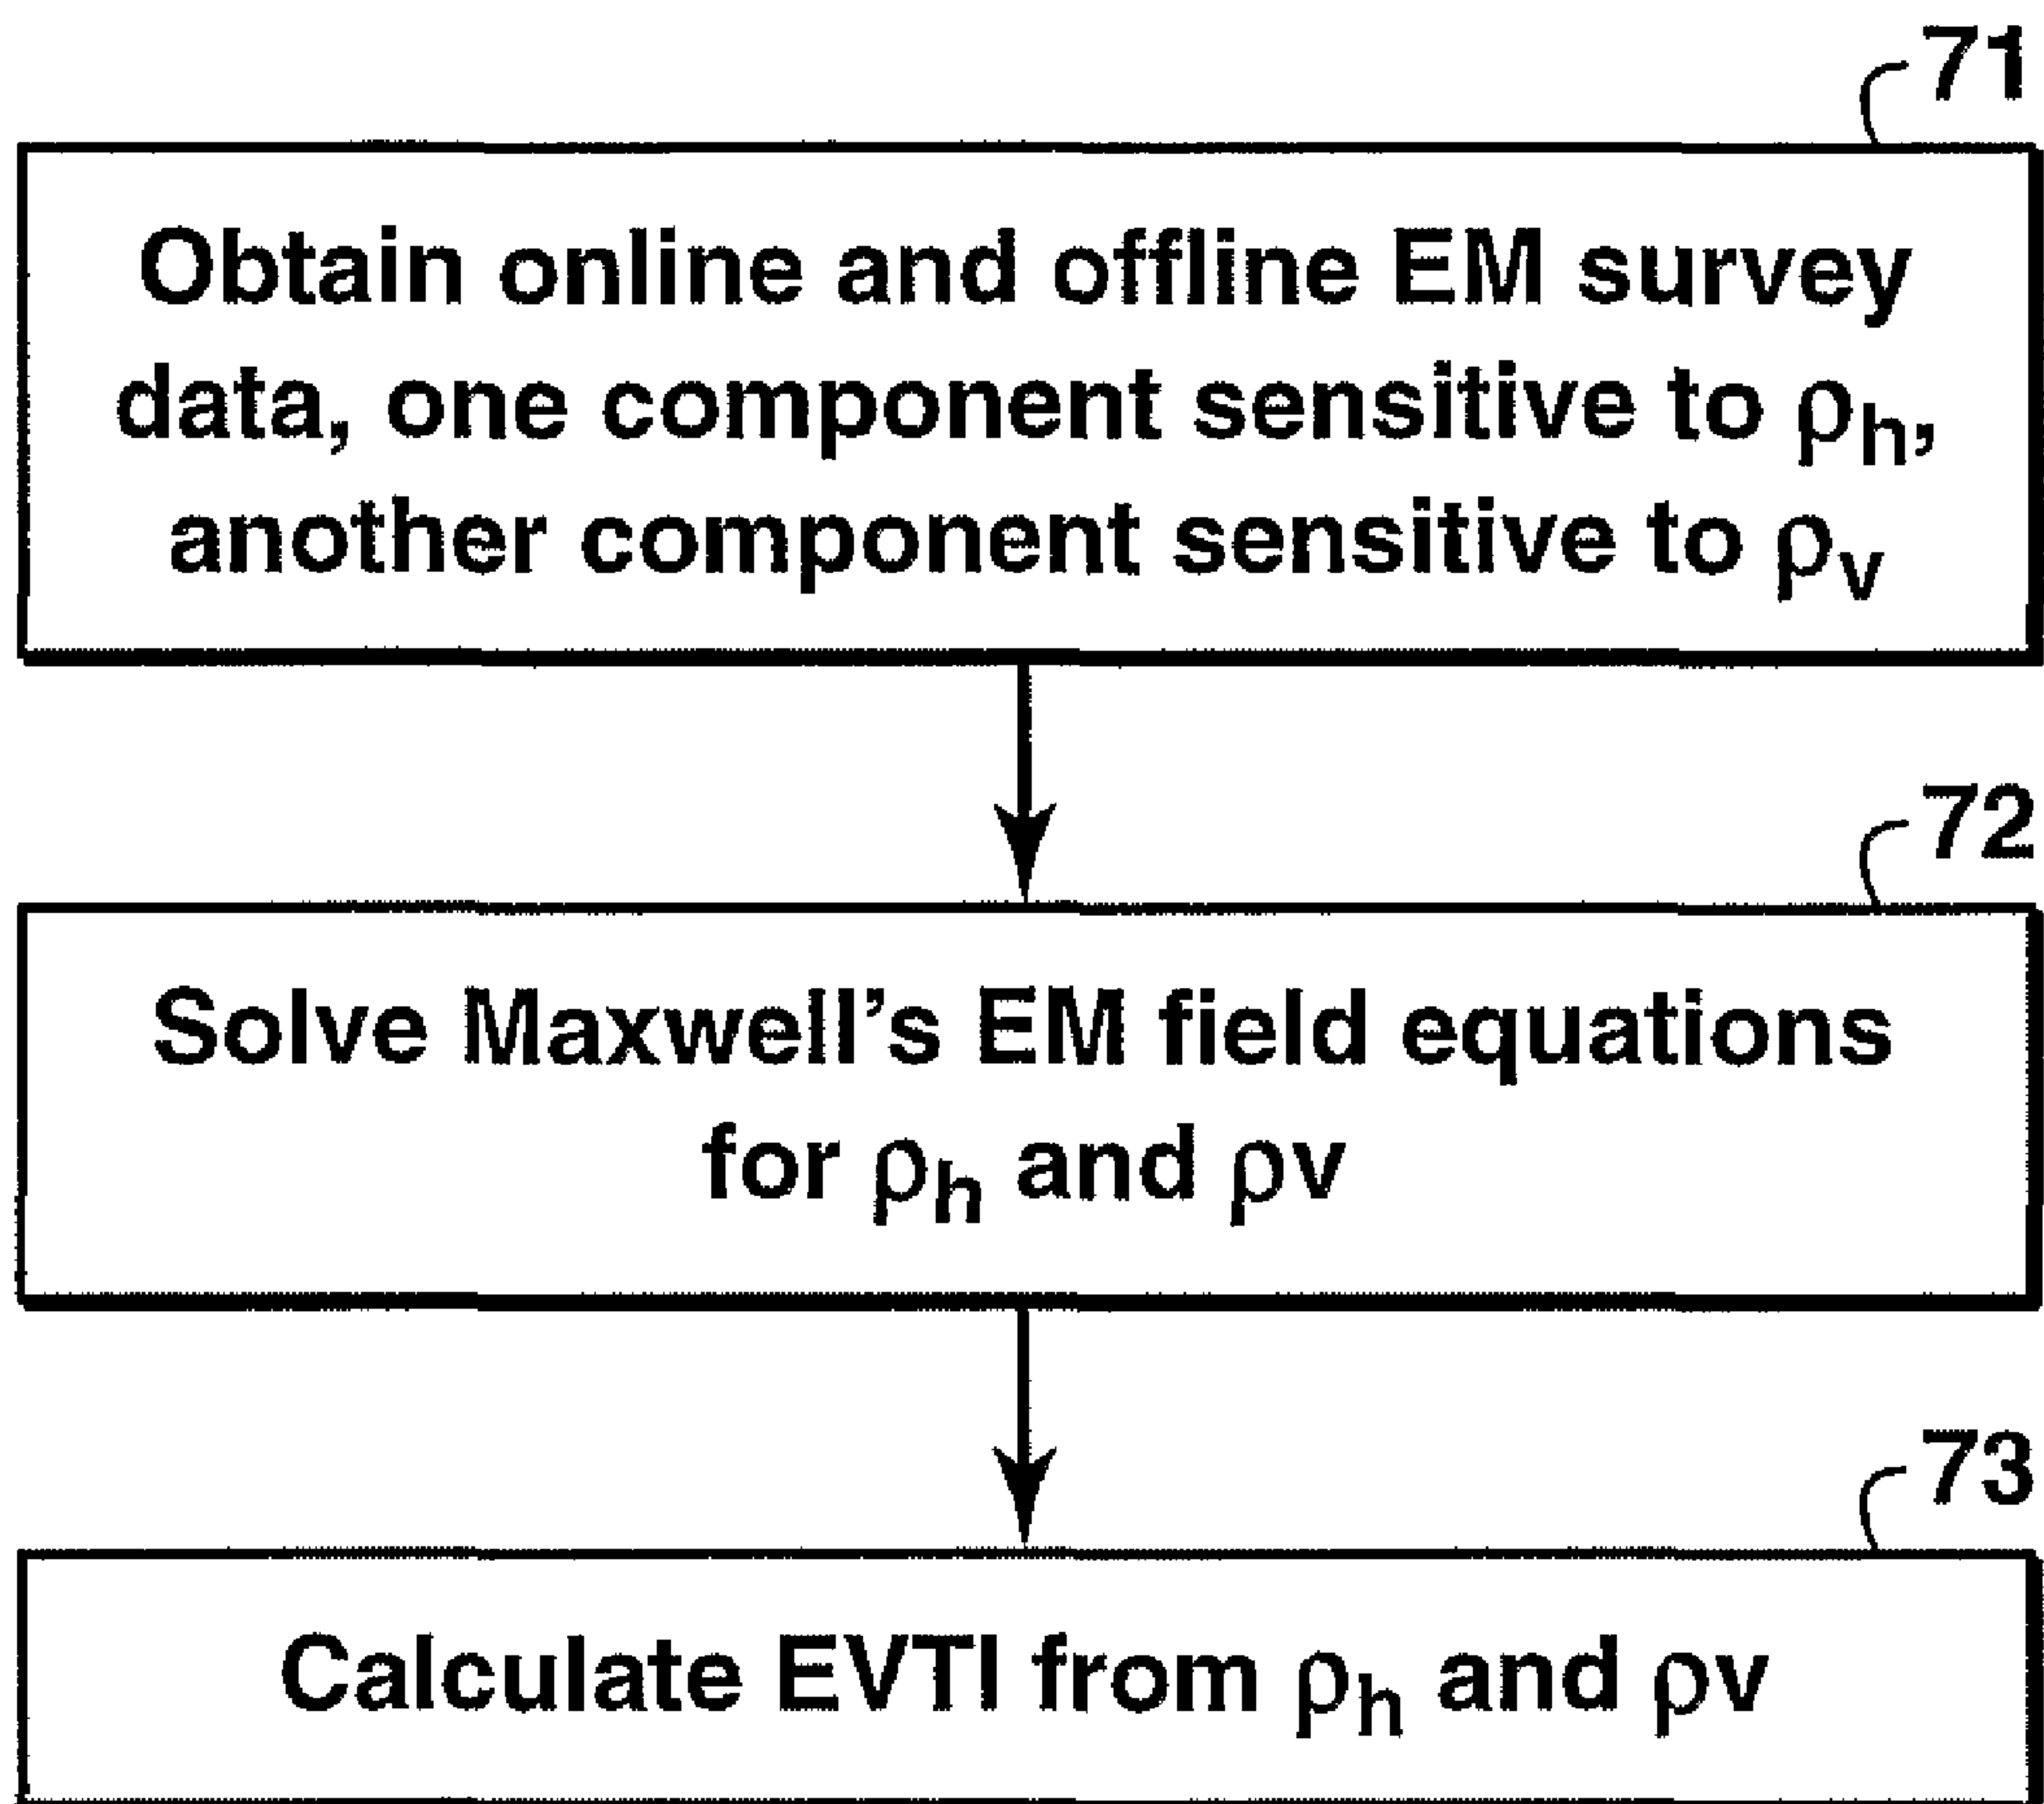 71
Obtain online and offline EM survey
data, one component sensitive to ρh,
another component sensitive to ρv
72
Solve Maxwell's EM field equations
for ρh and ρv
73
Calculate EVTI from ρh and ρv